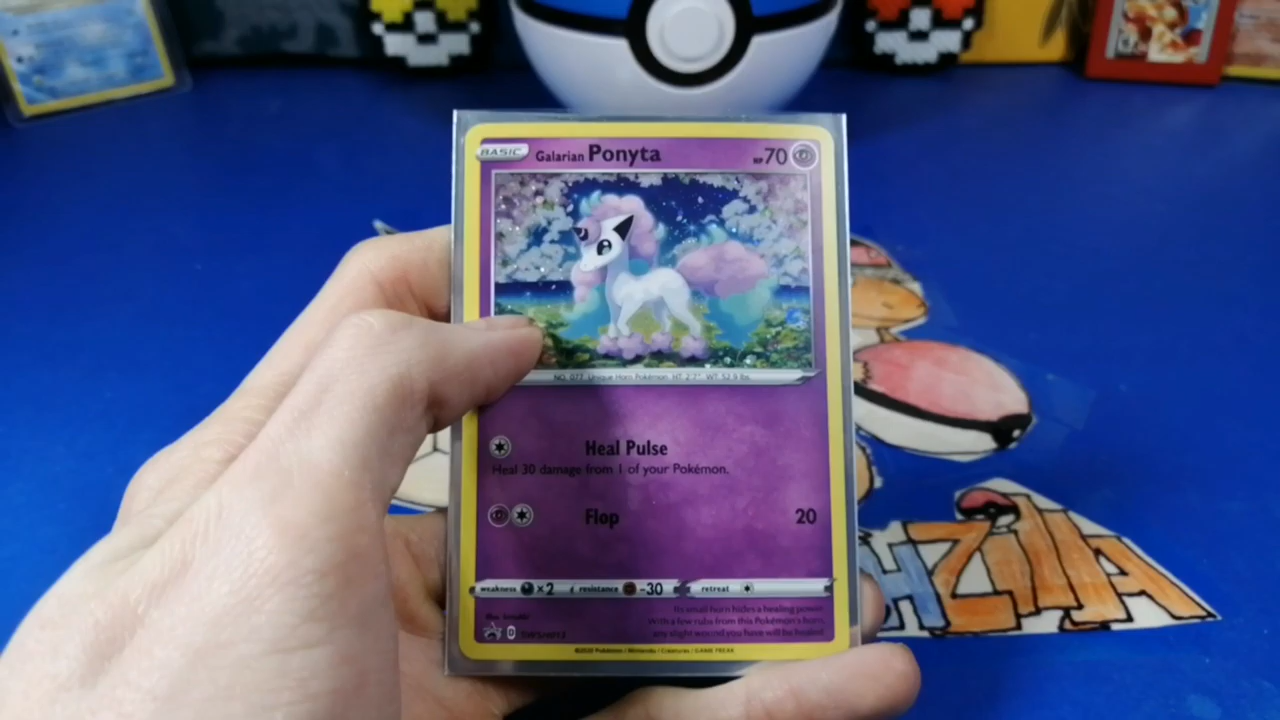 BASIC Galarian Ponyta HP 70
NO. 077 Unique Horn Pokémon HT: 2'7" WT: 52.9 lbs.
Heal Pulse
Heal 30 damage from 1 of your Pokémon.
Flop 20
weakness ×2 resistance -30 retreat
Its small horn hides a healing power.
With a few rubs from this Pokémon's horn,
any slight wound you have will be healed.
D
©2020 Pokémon / Nintendo / Creatures / GAME FREAK
HZillA